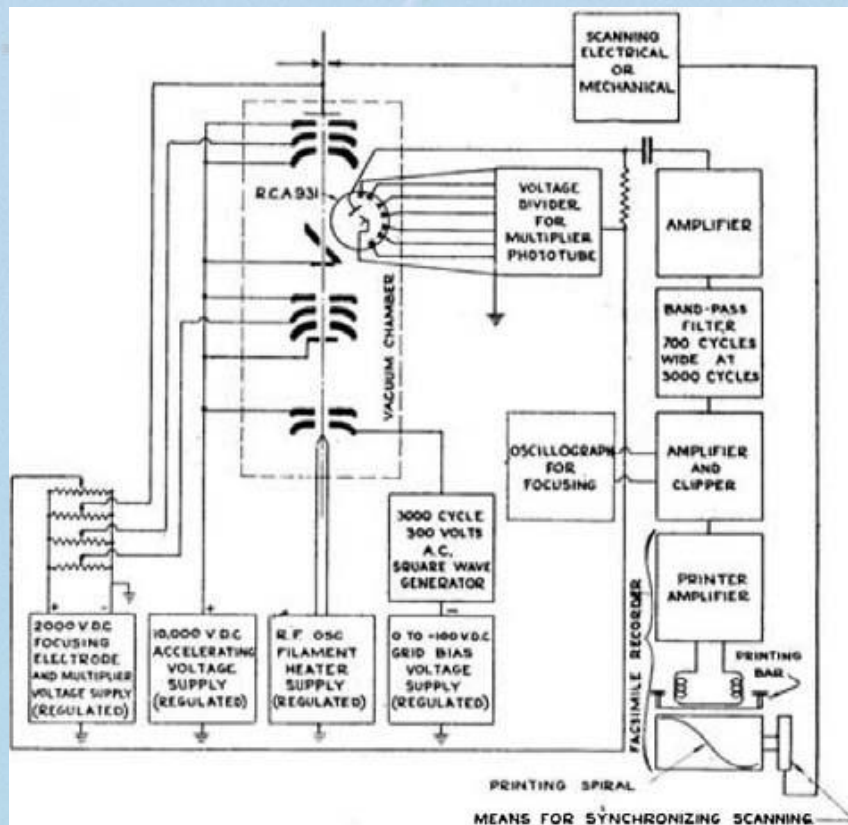 SCANNING
ELECTRICAL
OR
MECHANICAL
R.C.A 931
VOLTAGE
DIVIDER
FOR
MULTIPLIER
PHOTOTUBE
AMPLIFIER
VACUUM CHAMBER
BAND-PASS
FILTER
700 CYCLES
WIDE AT
3000 CYCLES
OSCILLOGRAPH
FOR
FOCUSING
AMPLIFIER
AND
CLIPPER
3000 CYCLE
300 VOLTS
A.C.
SQUARE WAVE
GENERATOR
PRINTER
AMPLIFIER
FACSIMILE RECORDER
PRINTING
BAR
+ -
2000 V.D.C
FOCUSING
ELECTRODE
AND MULTIPLIER
VOLTAGE SUPPLY
(REGULATED)
+
10,000 V.D.C
ACCELERATING
VOLTAGE
SUPPLY
(REGULATED)
R.F. OSC
FILAMENT
HEATER
SUPPLY
(REGULATED)
-
0 TO -100 V.D.C
GRID BIAS
VOLTAGE
SUPPLY
(REGULATED)
PRINTING SPIRAL
MEANS FOR SYNCHRONIZING SCANNING